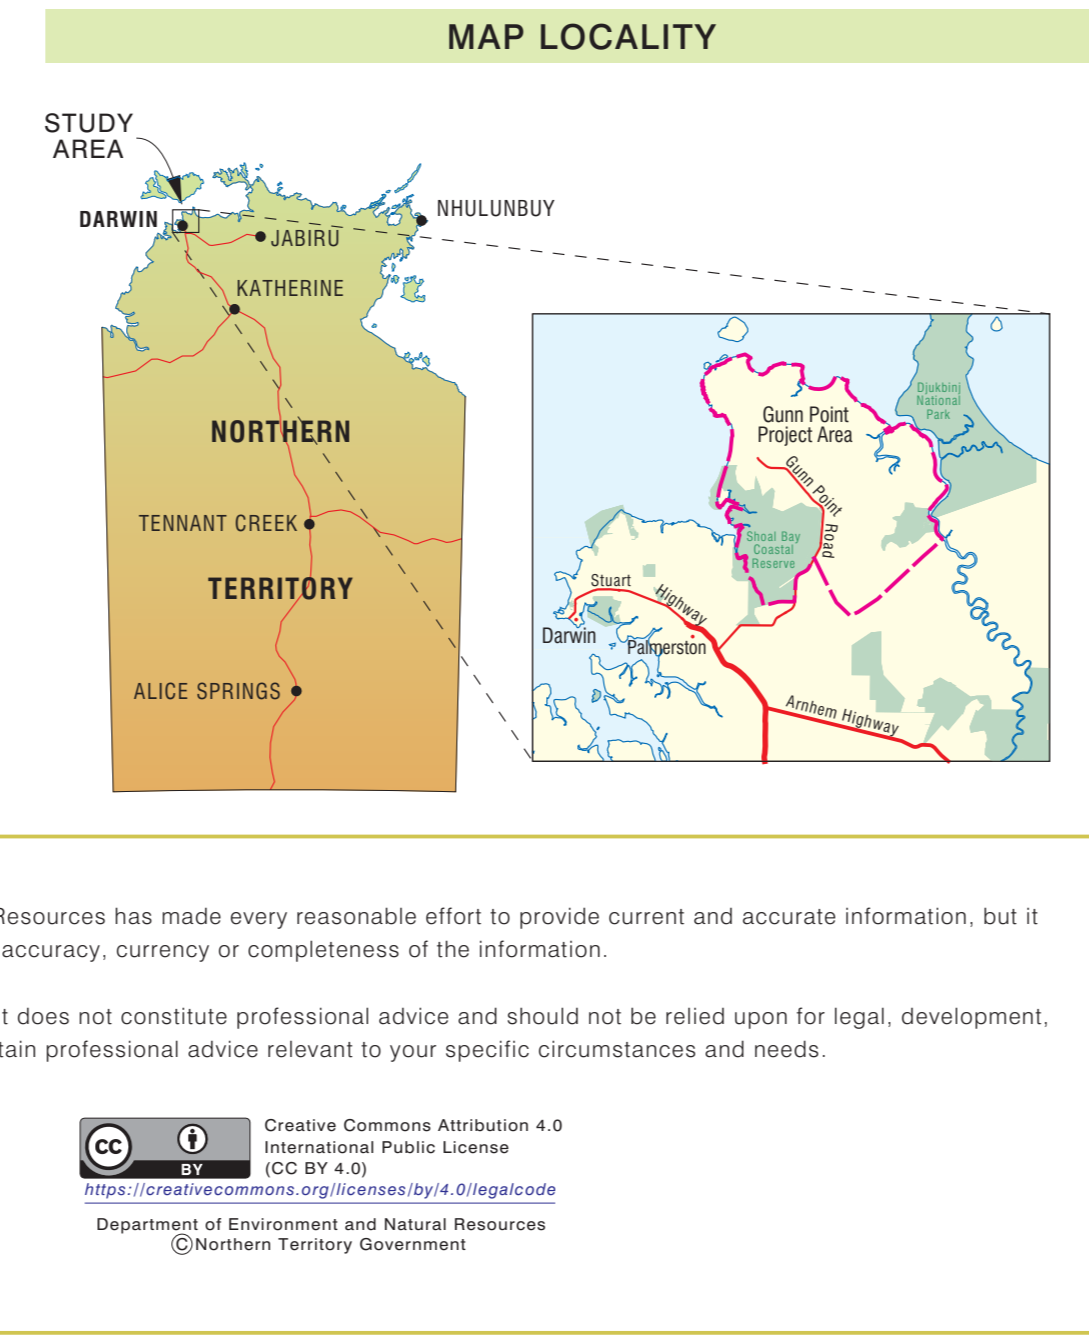 MAP LOCALITY
STUDY
AREA
DARWIN
NHULUNBUY
JABIRU
KATHERINE
NORTHERN
TENNANT CREEK
TERRITORY
ALICE SPRINGS
Djukbinj
National
Park
Gunn Point
Project Area
Gunn Point
Road
Shoal Bay
Coastal
Reserve
Stuart
Highway
Darwin
Palmerston
Arnhem Highway
Resources has made every reasonable effort to provide current and accurate information, but it
accuracy, currency or completeness of the information.
t does not constitute professional advice and should not be relied upon for legal, development,
tain professional advice relevant to your specific circumstances and needs.
cc
BY
Creative Commons Attribution 4.0
International Public License
(CC BY 4.0)
https://creativecommons.org/licenses/by/4.0/legalcode
Department of Environment and Natural Resources
©Northern Territory Government